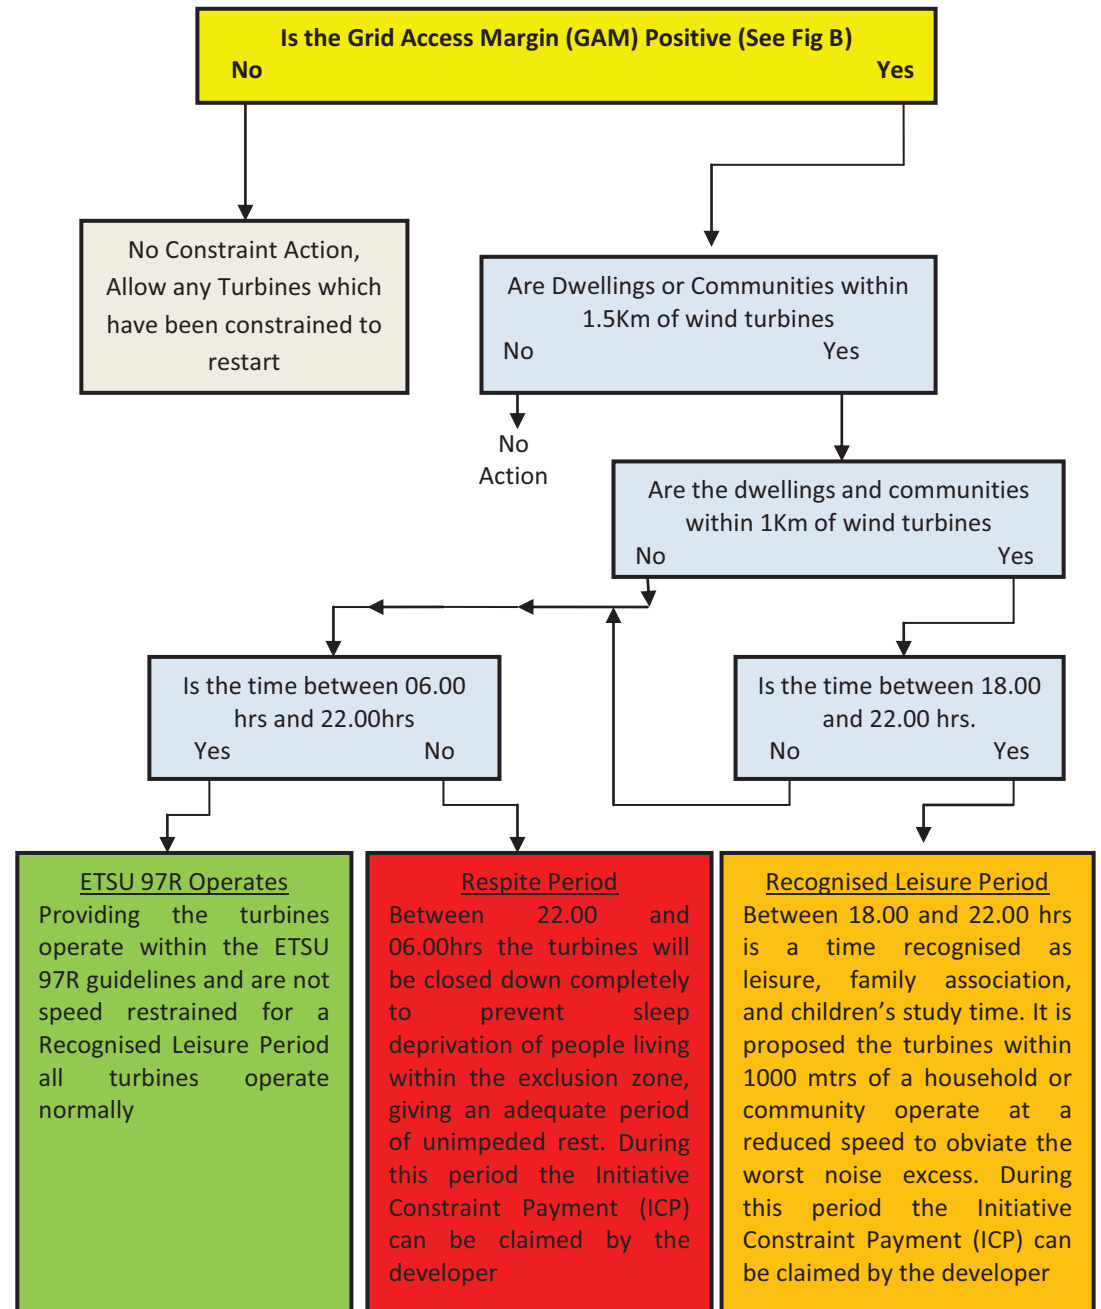 Is the Grid Access Margin (GAM) Positive (See Fig B)
No Yes
No Constraint Action,
Allow any Turbines which
have been constrained to
restart
Are Dwellings or Communities within
1.5Km of wind turbines
No Yes
No
Action
Are the dwellings and communities
within 1Km of wind turbines
No Yes
Is the time between 06.00
hrs and 22.00hrs
Yes No
Is the time between 18.00
and 22.00 hrs.
No Yes
ETSU 97R Operates
Providing the turbines
operate within the ETSU
97R guidelines and are not
speed restrained for a
Recognised Leisure Period
all turbines operate
normally
Respite Period
Between 22.00 and
06.00hrs the turbines will
be closed down completely
to prevent sleep
deprivation of people living
within the exclusion zone,
giving an adequate period
of unimpeded rest. During
this period the Initiative
Constraint Payment (ICP)
can be claimed by the
developer
Recognised Leisure Period
Between 18.00 and 22.00 hrs
is a time recognised as
leisure, family association,
and children’s study time. It is
proposed the turbines within
1000 mtrs of a household or
community operate at a
reduced speed to obviate the
worst noise excess. During
this period the Initiative
Constraint Payment (ICP) can
be claimed by the developer